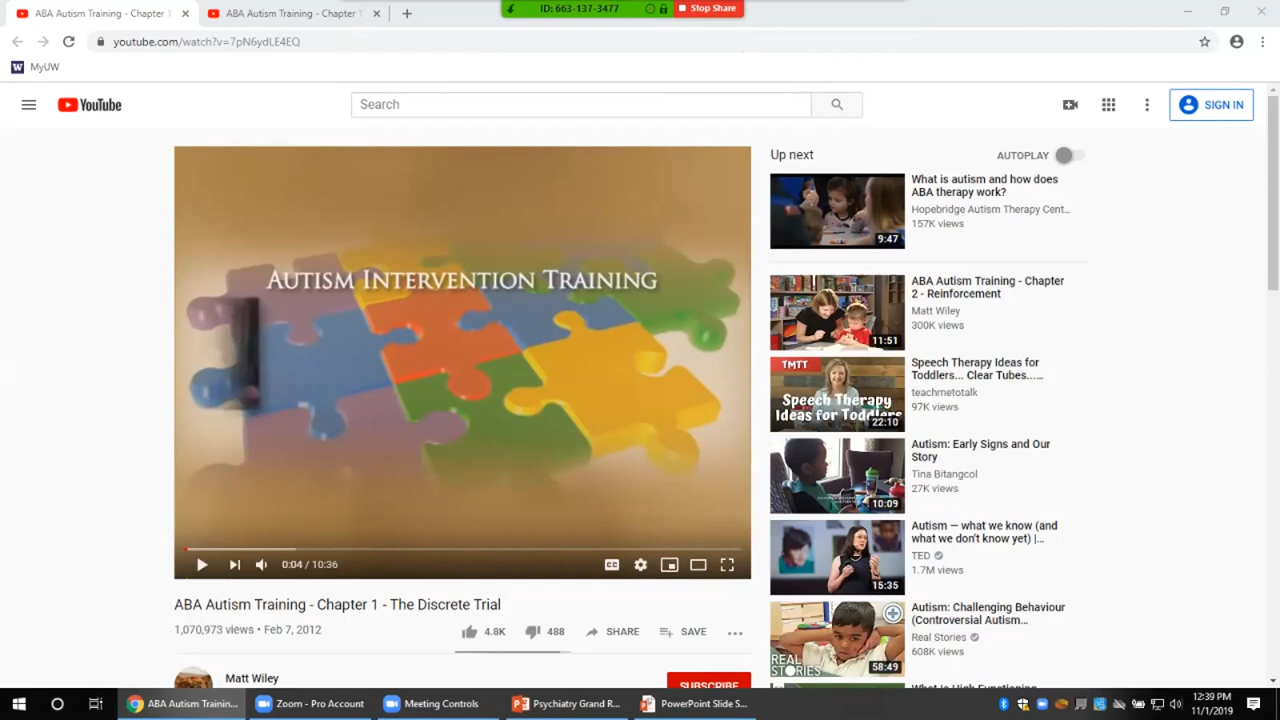 ABA Autism Training - Chapter 1
ABA Autism Training - Chapter 1
ID: 663-137-3477
Stop Share
youtube.com/watch?v=7pN6ydLE4EQ
W MyUW
YouTube
Search
SIGN IN
AUTISM INTERVENTION TRAINING
0:04 / 10:36
CC
ABA Autism Training - Chapter 1 - The Discrete Trial
1,070,973 views • Feb 7, 2012
4.8K
488
SHARE
SAVE
Matt Wiley
SUBSCRIBE
Up next
AUTOPLAY
What is autism and how does
ABA therapy work?
Hopebridge Autism Therapy Cent...
157K views
9:47
ABA Autism Training - Chapter
2 - Reinforcement
Matt Wiley
300K views
11:51
TMTT
Speech Therapy
Ideas for Toddlers
22:10
Speech Therapy Ideas for
Toddlers... Clear Tubes...…
teachmetotalk
97K views
Autism: Early Signs and Our
Story
Tina Bitangcol
27K views
10:09
Autism — what we know (and
what we don't know yet) |…
TED
1.7M views
15:35
REAL
STORIES
58:49
Autism: Challenging Behaviour
(Controversial Autism…
Real Stories
608K views
What Is High Functioning
ABA Autism Trainin...
Zoom - Pro Account
Meeting Controls
Psychiatry Grand R...
PowerPoint Slide S...
12:39 PM
11/1/2019